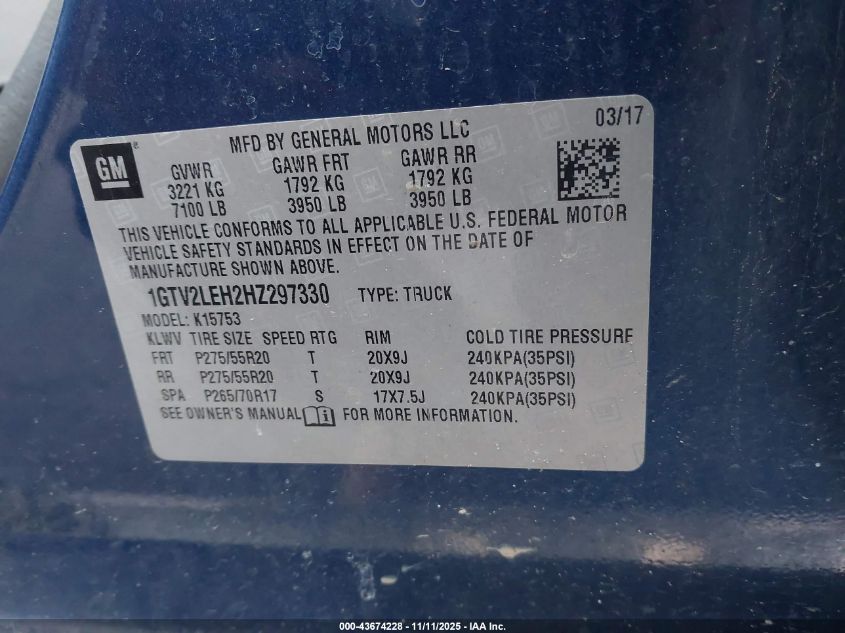 03/17
MFD BY GENERAL MOTORS LLC
GM
GVWR GAWR FRT GAWR RR
3221 KG 1792 KG 1792 KG
7100 LB 3950 LB 3950 LB
THIS VEHICLE CONFORMS TO ALL APPLICABLE U.S. FEDERAL MOTOR
VEHICLE SAFETY STANDARDS IN EFFECT ON THE DATE OF
MANUFACTURE SHOWN ABOVE.
1GTV2LEH2HZ297330 TYPE: TRUCK
MODEL: K15753
KLWV TIRE SIZE SPEED RTG RIM COLD TIRE PRESSURE
FRT P275/55R20 T 20X9J 240KPA(35PSI)
RR P275/55R20 T 20X9J 240KPA(35PSI)
SPA P265/70R17 S 17X7.5J 240KPA(35PSI)
SEE OWNER'S MANUAL FOR MORE INFORMATION.
000-43674228 - 11/11/2025 - IAA Inc.